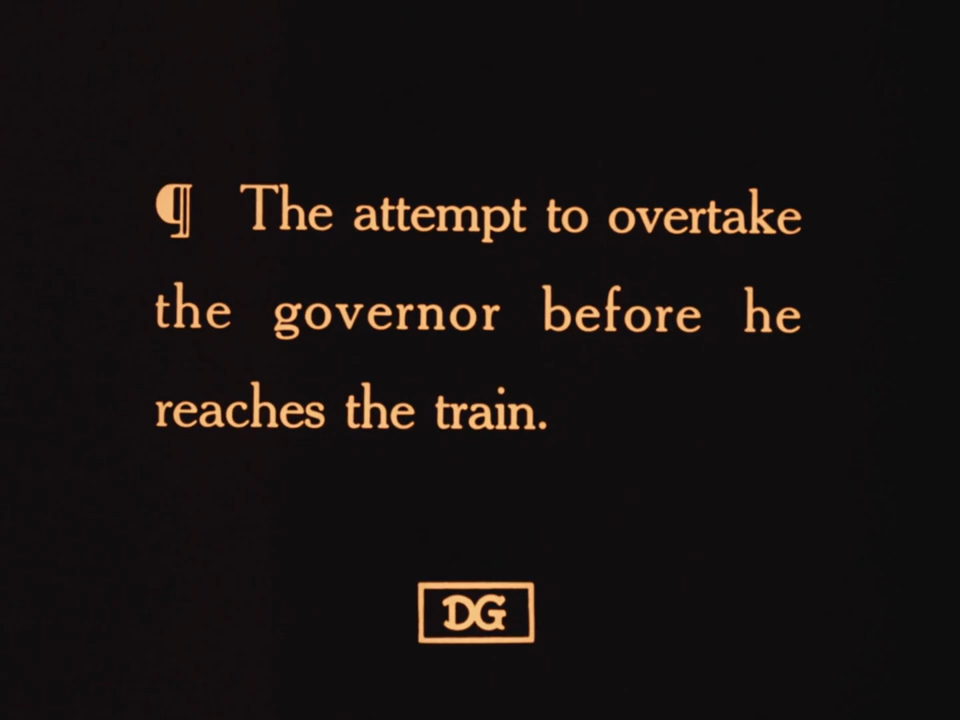 ¶ The attempt to overtake
the governor before he
reaches the train.
DG